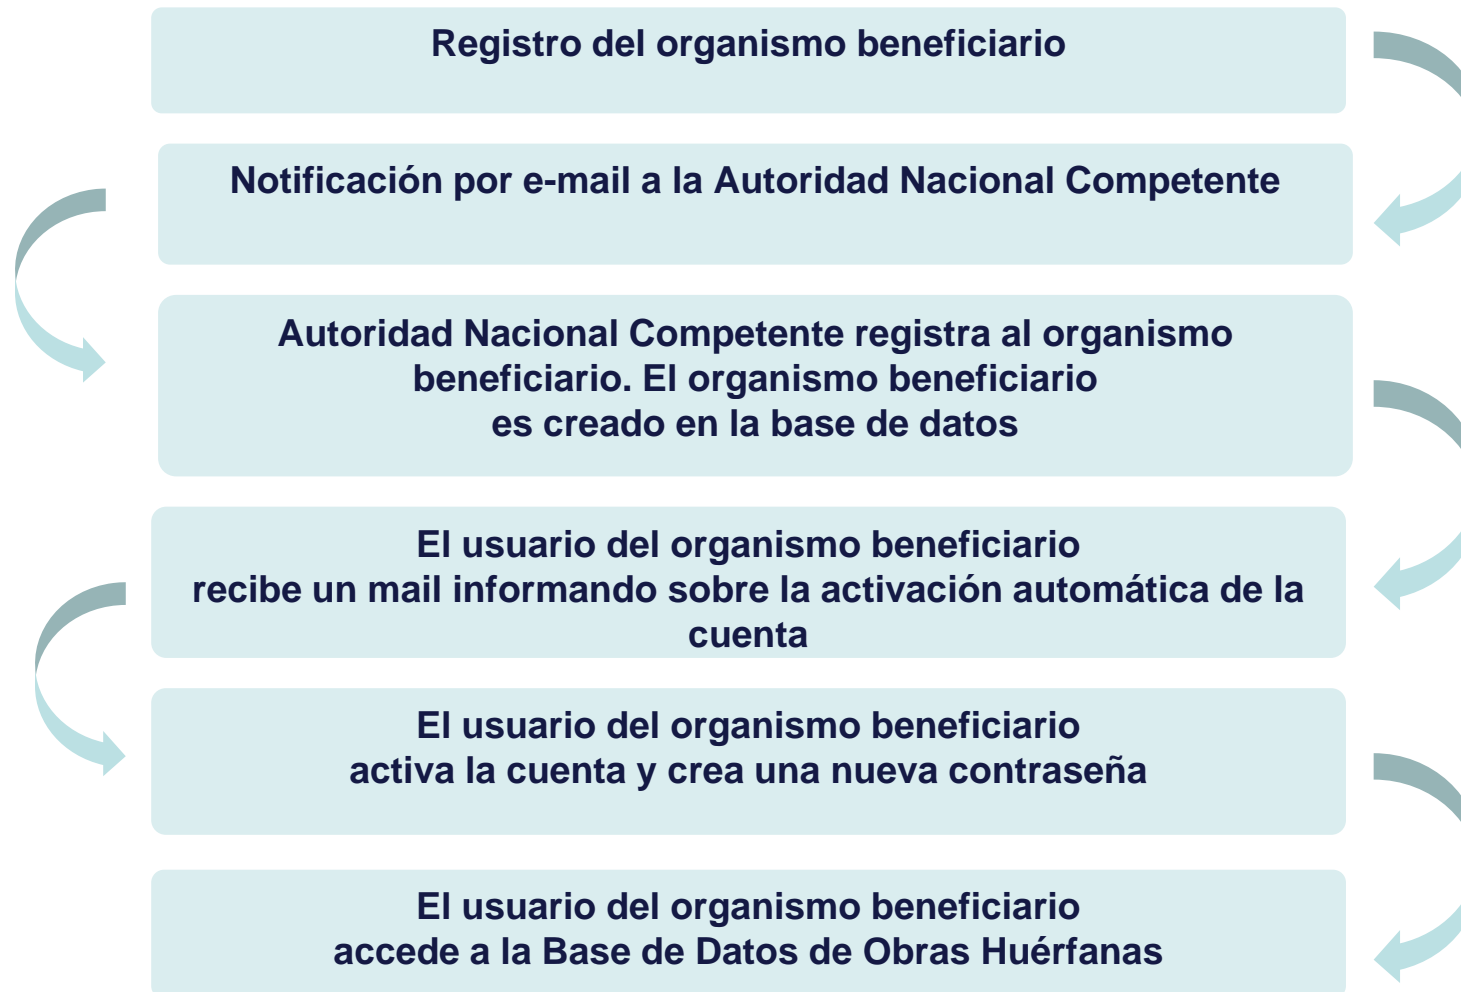 Registro del organismo beneficiario
Notificación por e-mail a la Autoridad Nacional Competente
Autoridad Nacional Competente registra al organismo
beneficiario. El organismo beneficiario
es creado en la base de datos
El usuario del organismo beneficiario
recibe un mail informando sobre la activación automática de la
cuenta
El usuario del organismo beneficiario
activa la cuenta y crea una nueva contraseña
El usuario del organismo beneficiario
accede a la Base de Datos de Obras Huérfanas